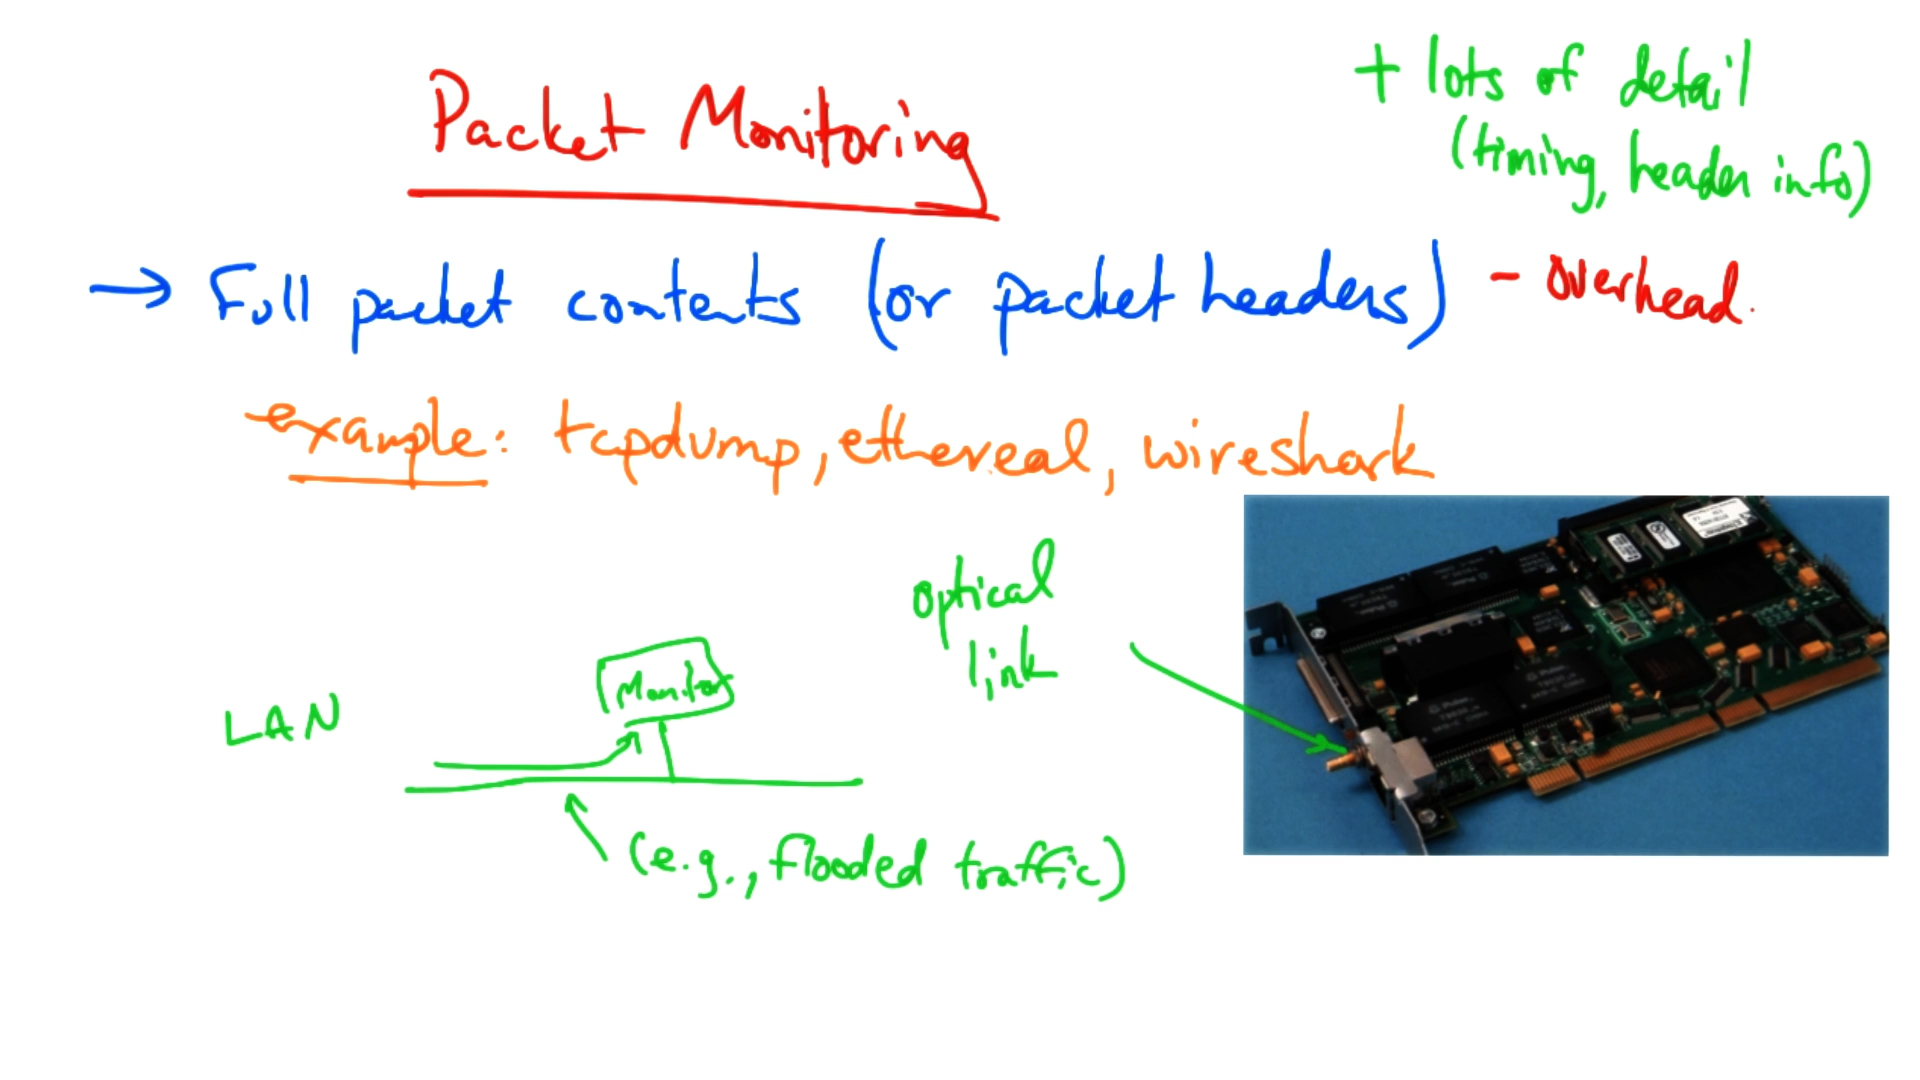 Packet Monitoring
+ lots of detail
(timing, header info)
→ Full packet contents (or packet headers)
- overhead.
example: tcpdump, ethereal, wireshark
optical
link
LAN
Monitor
(e.g., flooded traffic)